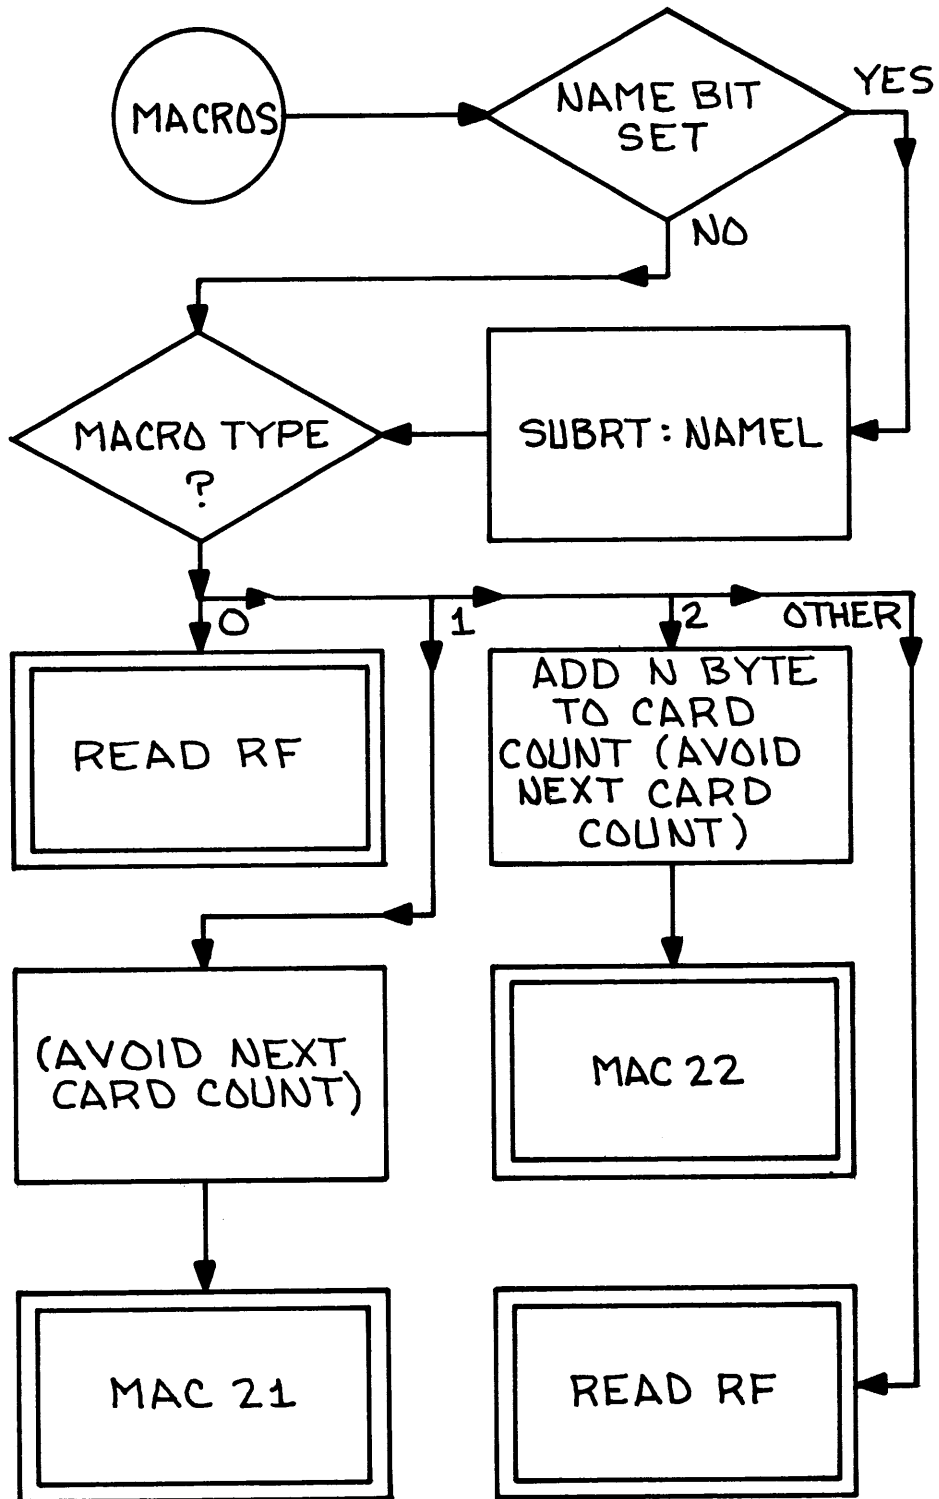 MACROS
NAME BIT
SET
YES
NO
MACRO TYPE
?
SUBRT: NAMEL
0
1
2
OTHER
READ RF
ADD N BYTE
TO CARD
COUNT (AVOID
NEXT CARD
COUNT)
(AVOID NEXT
CARD COUNT)
MAC 22
MAC 21
READ RF